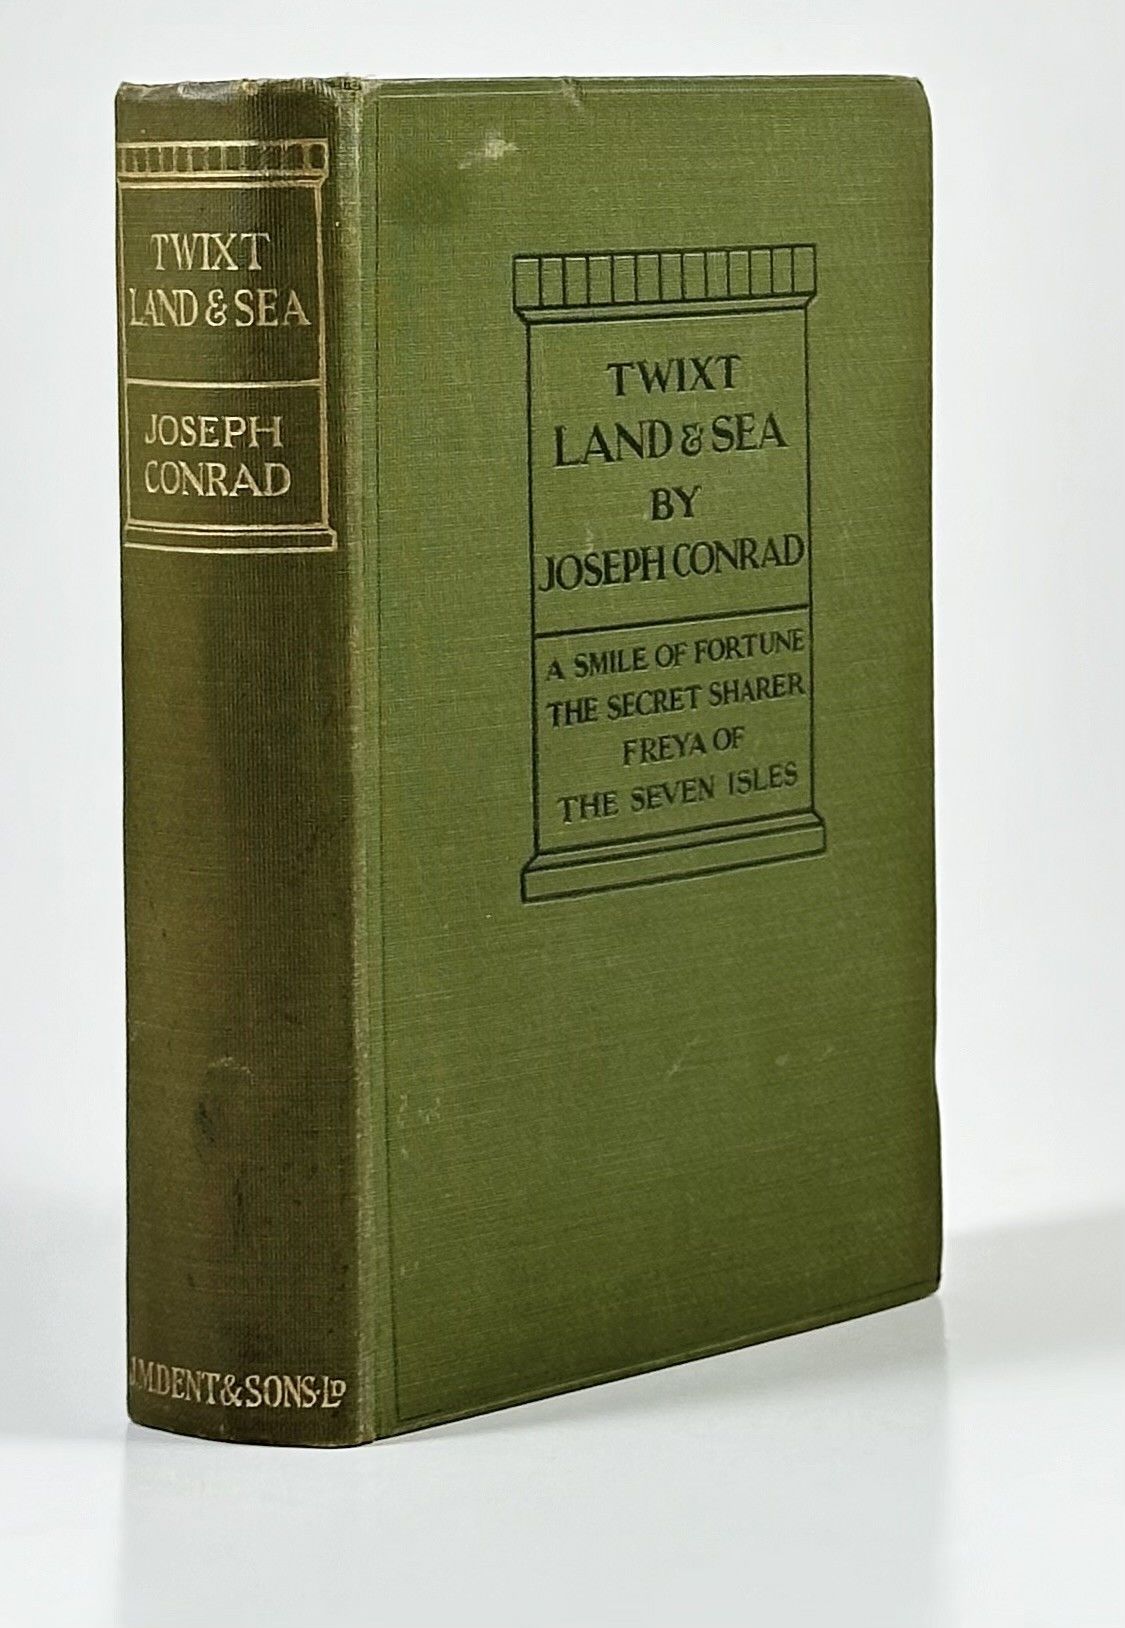 TWIXT
LAND & SEA
JOSEPH
CONRAD
J.M.DENT & SONS·LD
TWIXT
LAND & SEA
BY
JOSEPH CONRAD
A SMILE OF FORTUNE
THE SECRET SHARER
FREYA OF
THE SEVEN ISLES